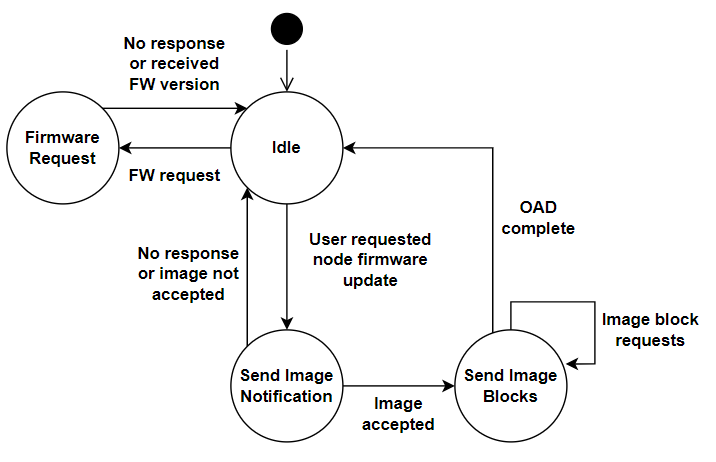 No response
or received
FW version
Firmware
Request
Idle
FW request
No response
or image not
accepted
User requested
node firmware
update
OAD
complete
Image block
requests
Send Image
Notification
Image
accepted
Send Image
Blocks